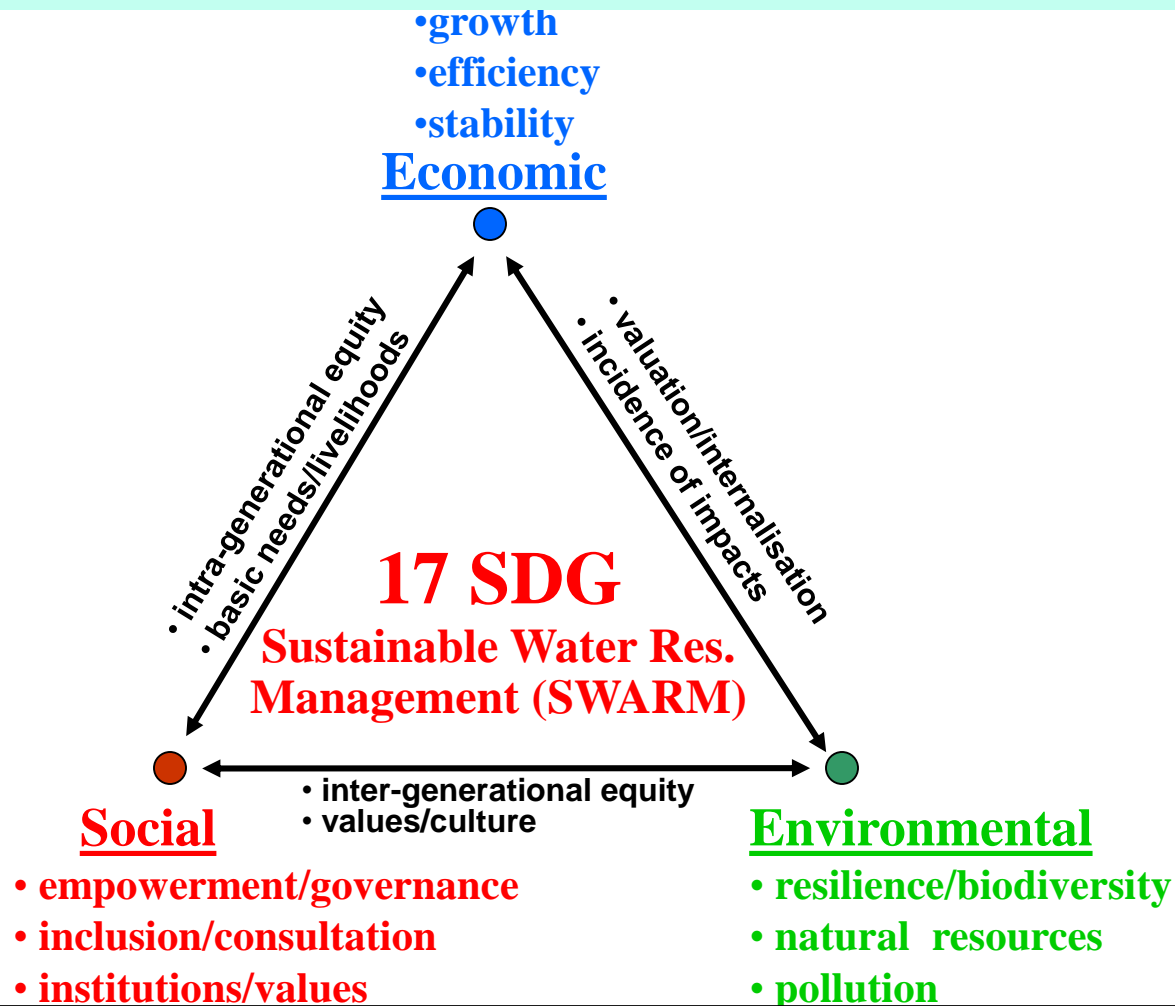 •growth
•efficiency
•stability
Economic
• intra-generational equity
• basic needs/livelihoods
• valuation/internalisation
• incidence of impacts
17 SDG
Sustainable Water Res.
Management (SWARM)
• inter-generational equity
• values/culture
Social
• empowerment/governance
• inclusion/consultation
• institutions/values
Environmental
• resilience/biodiversity
• natural resources
• pollution